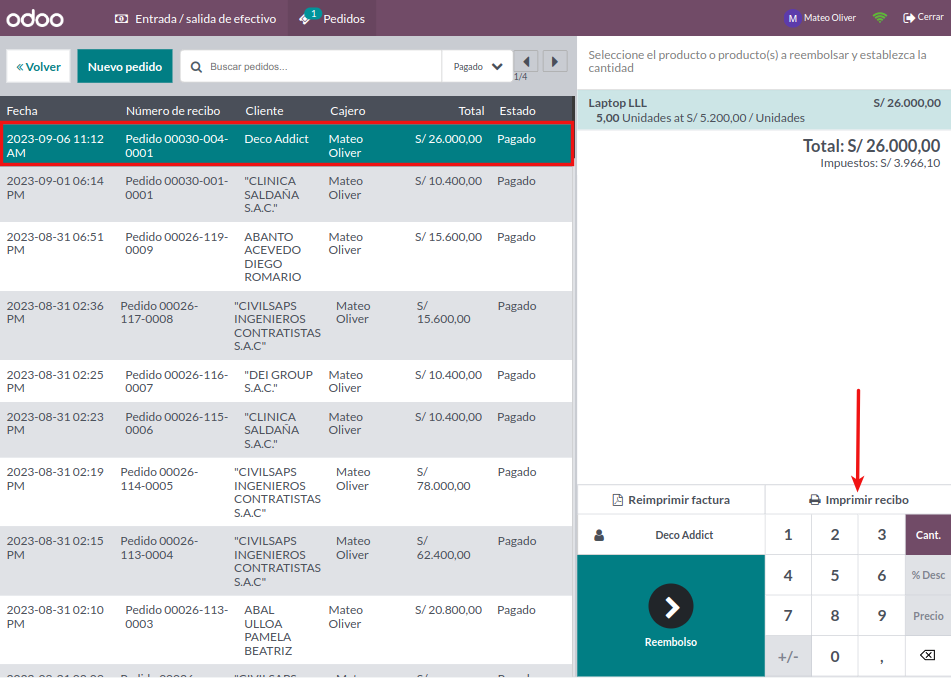 odoo
Entrada / salida de efectivo
1
Pedidos
M Mateo Oliver
Cerrar
« Volver
Nuevo pedido
Buscar pedidos...
Pagado
1/4
Fecha Número de recibo Cliente Cajero Total Estado
2023-09-06 11:12 Pedido 00030-004- Deco Addict Mateo S/ 26.000,00 Pagado
AM 0001 Oliver
2023-09-01 06:14 Pedido 00030-001- "CLINICA Mateo S/ 10.400,00 Pagado
PM 0001 SALDAÑA Oliver
S.A.C."
2023-08-31 06:51 Pedido 00026-119- ABANTO Mateo S/ 15.600,00 Pagado
PM 0009 ACEVEDO Oliver
DIEGO
ROMARIO
2023-08-31 02:36 Pedido 00026- "CIVILSAPS Mateo S/ Pagado
PM 117-0008 INGENIEROS Oliver 15.600,00
CONTRATISTAS
S.A.C"
2023-08-31 02:25 Pedido 00026-116- "DEI GROUP Mateo S/ 10.400,00 Pagado
PM 0007 S.A.C." Oliver
2023-08-31 02:23 Pedido 00026-115- "CLINICA Mateo S/ 10.400,00 Pagado
PM 0006 SALDAÑA Oliver
S.A.C."
2023-08-31 02:19 Pedido 00026- "CIVILSAPS Mateo S/ Pagado
PM 114-0005 INGENIEROS Oliver 78.000,00
CONTRATISTAS
S.A.C"
2023-08-31 02:15 Pedido 00026- "CIVILSAPS Mateo S/ Pagado
PM 113-0004 INGENIEROS Oliver 62.400,00
CONTRATISTAS
S.A.C"
2023-08-31 02:10 Pedido 00026-113- ABAL Mateo S/ 20.800,00 Pagado
PM 0003 ULLOA Oliver
PAMELA
BEATRIZ
Seleccione el producto o producto(s) a reembolsar y establezca la
cantidad
Laptop LLL S/ 26.000,00
5,00 Unidades at S/ 5.200,00 / Unidades
Total: S/ 26.000,00
Impuestos: S/ 3.966,10
Reimprimir factura
Imprimir recibo
Deco Addict
Reembolso
1 2 3 Cant.
4 5 6 % Desc
7 8 9 Precio
+/- 0 ,